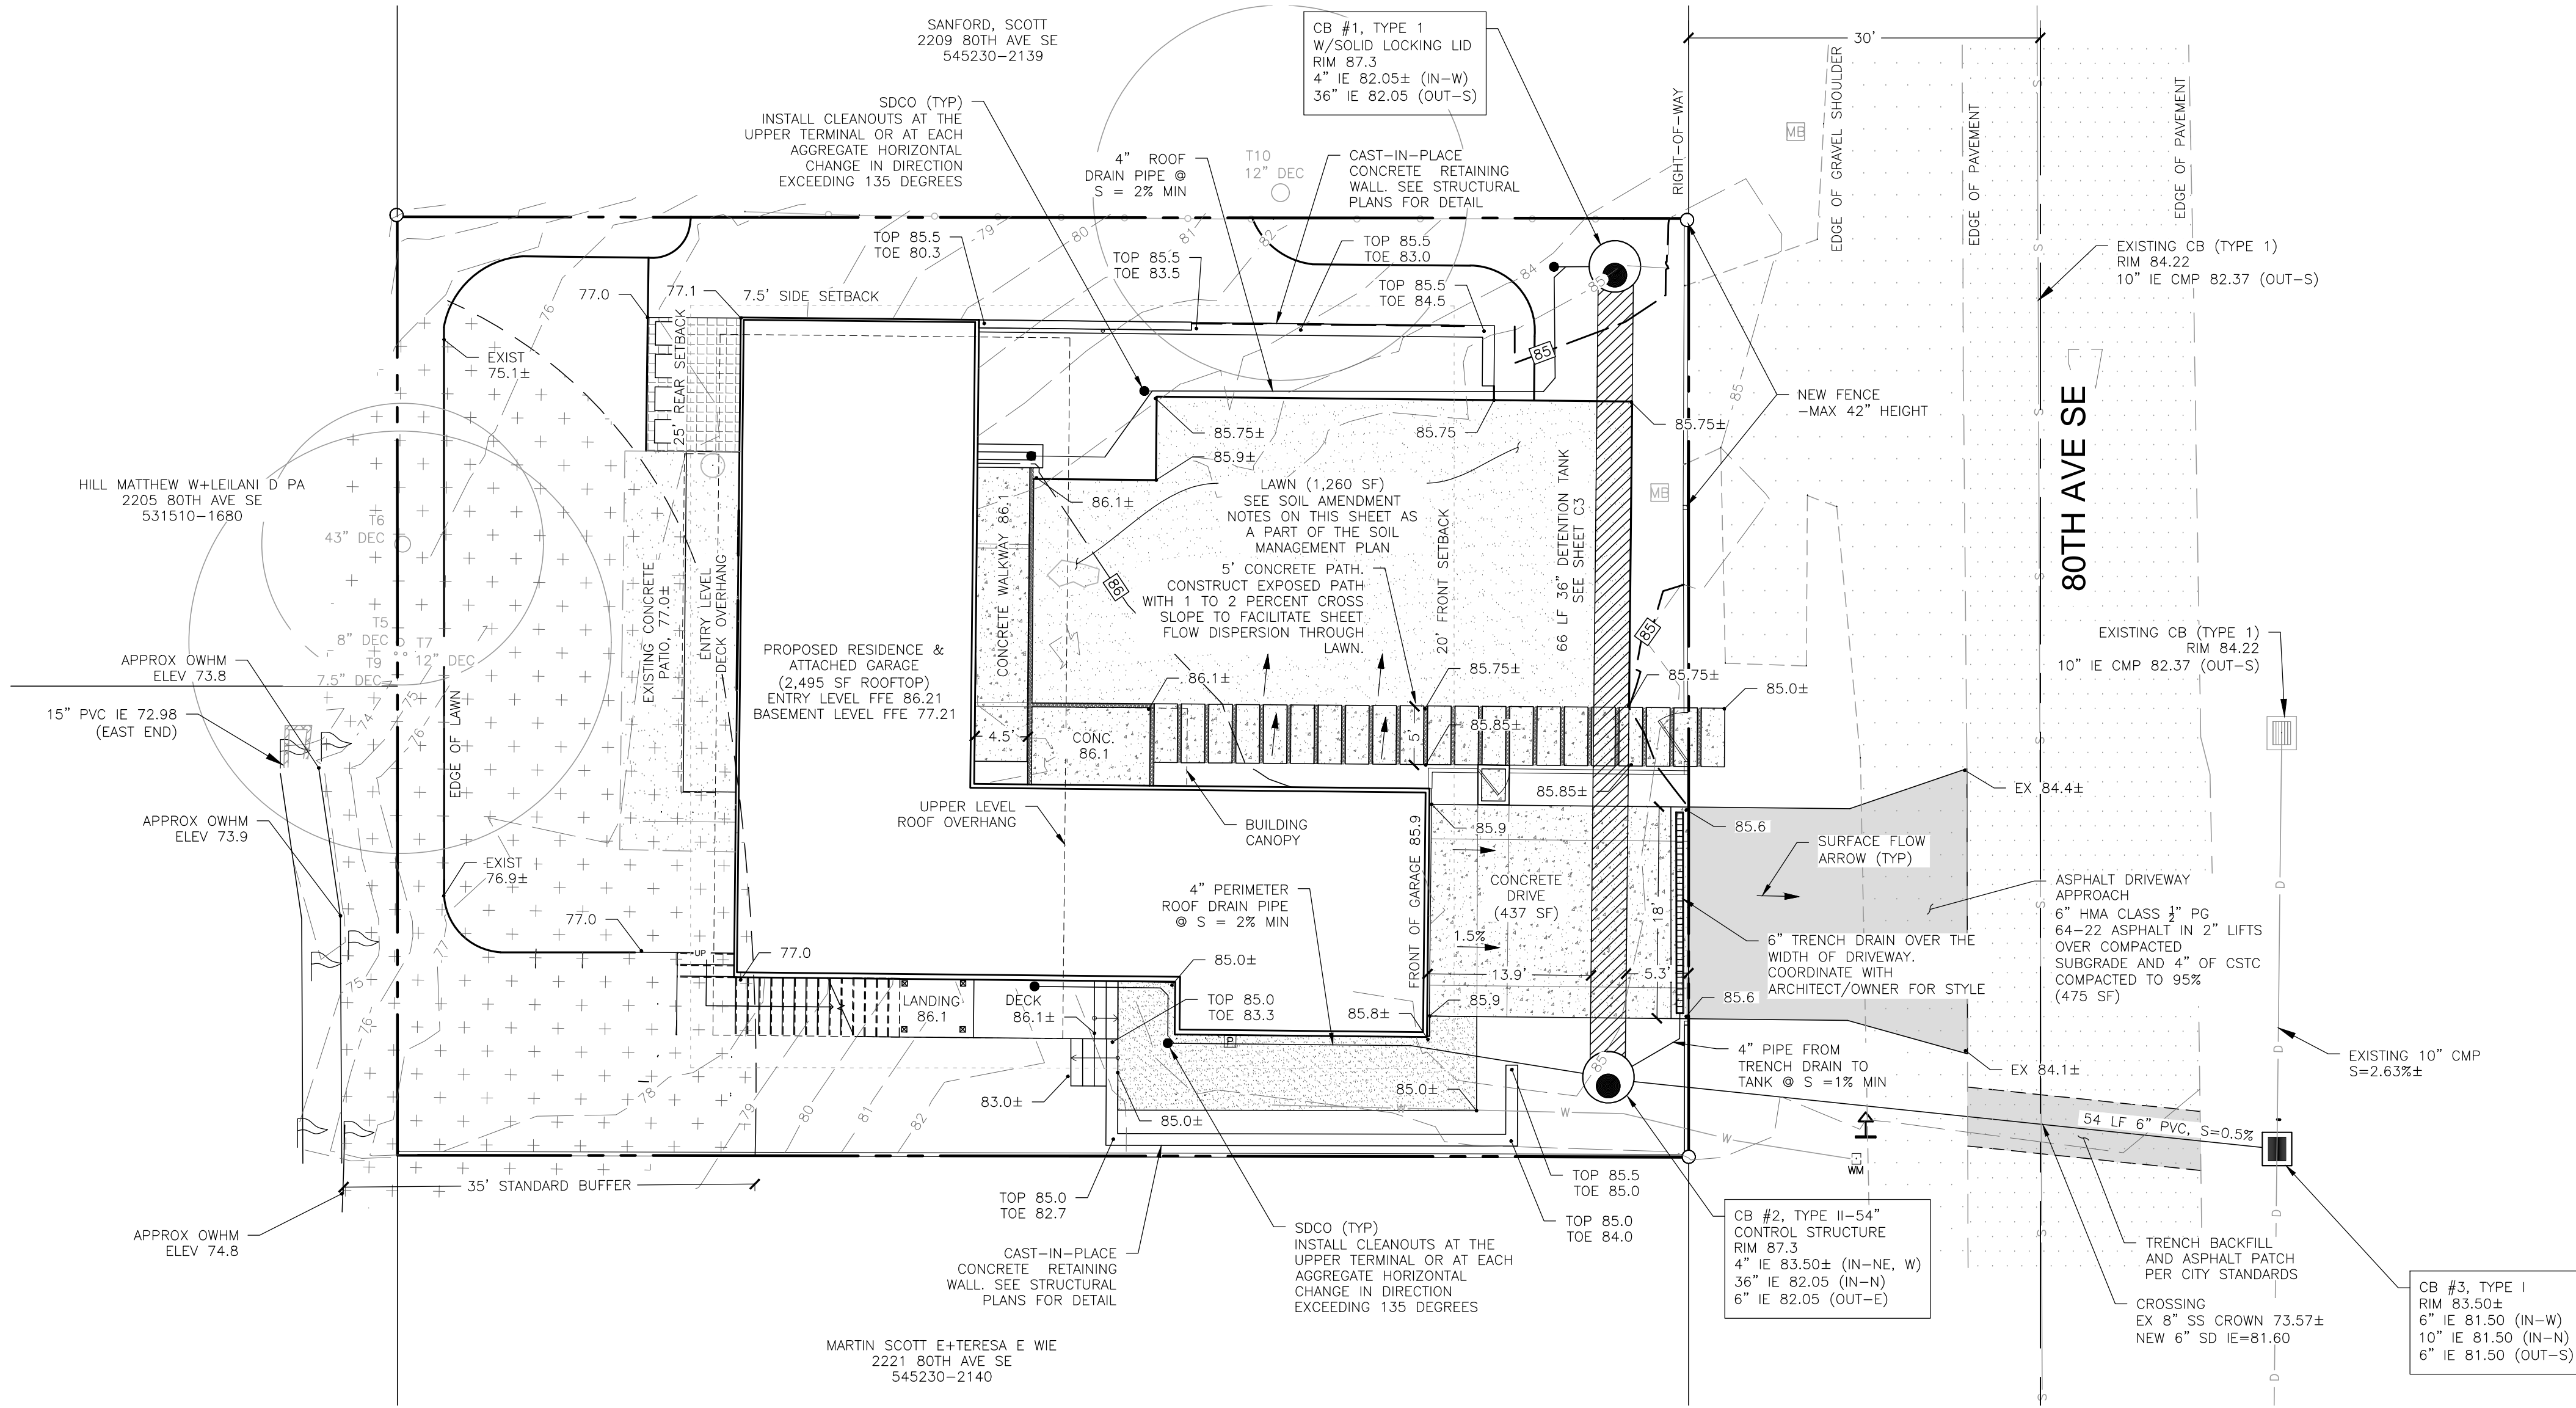 SANFORD, SCOTT
2209 80TH AVE SE
545230-2139
CB #1, TYPE 1
W/SOLID LOCKING LID
RIM 87.3
4" IE 82.05± (IN-W)
36" IE 82.05 (OUT-S)
30'
SDCO (TYP)
INSTALL CLEANOUTS AT THE
UPPER TERMINAL OR AT EACH
AGGREGATE HORIZONTAL
CHANGE IN DIRECTION
EXCEEDING 135 DEGREES
4" ROOF
DRAIN PIPE @
S = 2% MIN
T10
12" DEC
CAST-IN-PLACE
CONCRETE RETAINING
WALL. SEE STRUCTURAL
PLANS FOR DETAIL
RIGHT-OF-WAY
MB
EDGE OF GRAVEL SHOULDER
EDGE OF PAVEMENT
EDGE OF PAVEMENT
S
EXISTING CB (TYPE 1)
RIM 84.22
10" IE CMP 82.37 (OUT-S)
TOP 85.5
TOE 80.3
TOP 85.5
TOE 83.5
TOP 85.5
TOE 83.0
TOP 85.5
TOE 84.5
79
80
81
82
84
85
85
85
76
77.0
77.1
7.5' SIDE SETBACK
25' REAR SETBACK
EXIST
75.1±
NEW FENCE
-MAX 42" HEIGHT
80TH AVE SE
85.75±
85.75
85.75±
85.9±
86.1±
HILL MATTHEW W+LEILANI D PA
2205 80TH AVE SE
531510-1680
T6
43" DEC
T5
8" DEC
T7
12" DEC
T9
7.5" DEC
LAWN (1,260 SF)
SEE SOIL AMENDMENT
NOTES ON THIS SHEET AS
A PART OF THE SOIL
MANAGEMENT PLAN
MB
CONCRETE WALKWAY 86.1
86
20' FRONT SETBACK
66 LF 36" DETENTION TANK
SEE SHEET C3
5' CONCRETE PATH.
CONSTRUCT EXPOSED PATH
WITH 1 TO 2 PERCENT CROSS
SLOPE TO FACILITATE SHEET
FLOW DISPERSION THROUGH
LAWN.
85
EXISTING CONCRETE
PATIO, 77.0±
ENTRY LEVEL
DECK OVERHANG
PROPOSED RESIDENCE &
ATTACHED GARAGE
(2,495 SF ROOFTOP)
ENTRY LEVEL FFE 86.21
BASEMENT LEVEL FFE 77.21
EXISTING CB (TYPE 1)
RIM 84.22
10" IE CMP 82.37 (OUT-S)
APPROX OWHM
ELEV 73.8
15" PVC IE 72.98
(EAST END)
74
75
76
EDGE OF LAWN
86.1±
85.75±
85.75±
85.0±
4.5'
CONC.
86.1
5'
85.85±
85.85±
EX 84.4±
APPROX OWHM
ELEV 73.9
UPPER LEVEL
ROOF OVERHANG
BUILDING
CANOPY
85.9
85.6
SURFACE FLOW
ARROW (TYP)
EXIST
76.9±
4" PERIMETER
ROOF DRAIN PIPE
@ S = 2% MIN
FRONT OF GARAGE 85.9
CONCRETE
DRIVE
(437 SF)
18'
ASPHALT DRIVEWAY
APPROACH
6" HMA CLASS ½" PG
64-22 ASPHALT IN 2" LIFTS
OVER COMPACTED
SUBGRADE AND 4" OF CSTC
COMPACTED TO 95%
(475 SF)
6" TRENCH DRAIN OVER THE
WIDTH OF DRIVEWAY.
COORDINATE WITH
ARCHITECT/OWNER FOR STYLE
1.5%
13.9'
5.3'
77.0
77
UP
77.0
85.0±
LANDING
86.1
DECK
86.1±
TOP 85.0
TOE 83.3
85.8±
85.9
85.6
P
4" PIPE FROM
TRENCH DRAIN TO
TANK @ S =1% MIN
EX 84.1±
D
EXISTING 10" CMP
S=2.63%±
75
76
78
79
80
81
82
83.0±
85.0±
85.0±
85
W
W
W
WM
54 LF 6" PVC, S=0.5%
35' STANDARD BUFFER
TOP 85.0
TOE 82.7
TOP 85.5
TOE 85.0
TOP 85.0
TOE 84.0
APPROX OWHM
ELEV 74.8
CAST-IN-PLACE
CONCRETE RETAINING
WALL. SEE STRUCTURAL
PLANS FOR DETAIL
SDCO (TYP)
INSTALL CLEANOUTS AT THE
UPPER TERMINAL OR AT EACH
AGGREGATE HORIZONTAL
CHANGE IN DIRECTION
EXCEEDING 135 DEGREES
CB #2, TYPE II-54"
CONTROL STRUCTURE
RIM 87.3
4" IE 83.50± (IN-NE, W)
36" IE 82.05 (IN-N)
6" IE 82.05 (OUT-E)
TRENCH BACKFILL
AND ASPHALT PATCH
PER CITY STANDARDS
CROSSING
EX 8" SS CROWN 73.57±
NEW 6" SD IE=81.60
CB #3, TYPE I
RIM 83.50±
6" IE 81.50 (IN-W)
10" IE 81.50 (IN-N)
6" IE 81.50 (OUT-S)
MARTIN SCOTT E+TERESA E WIE
2221 80TH AVE SE
545230-2140